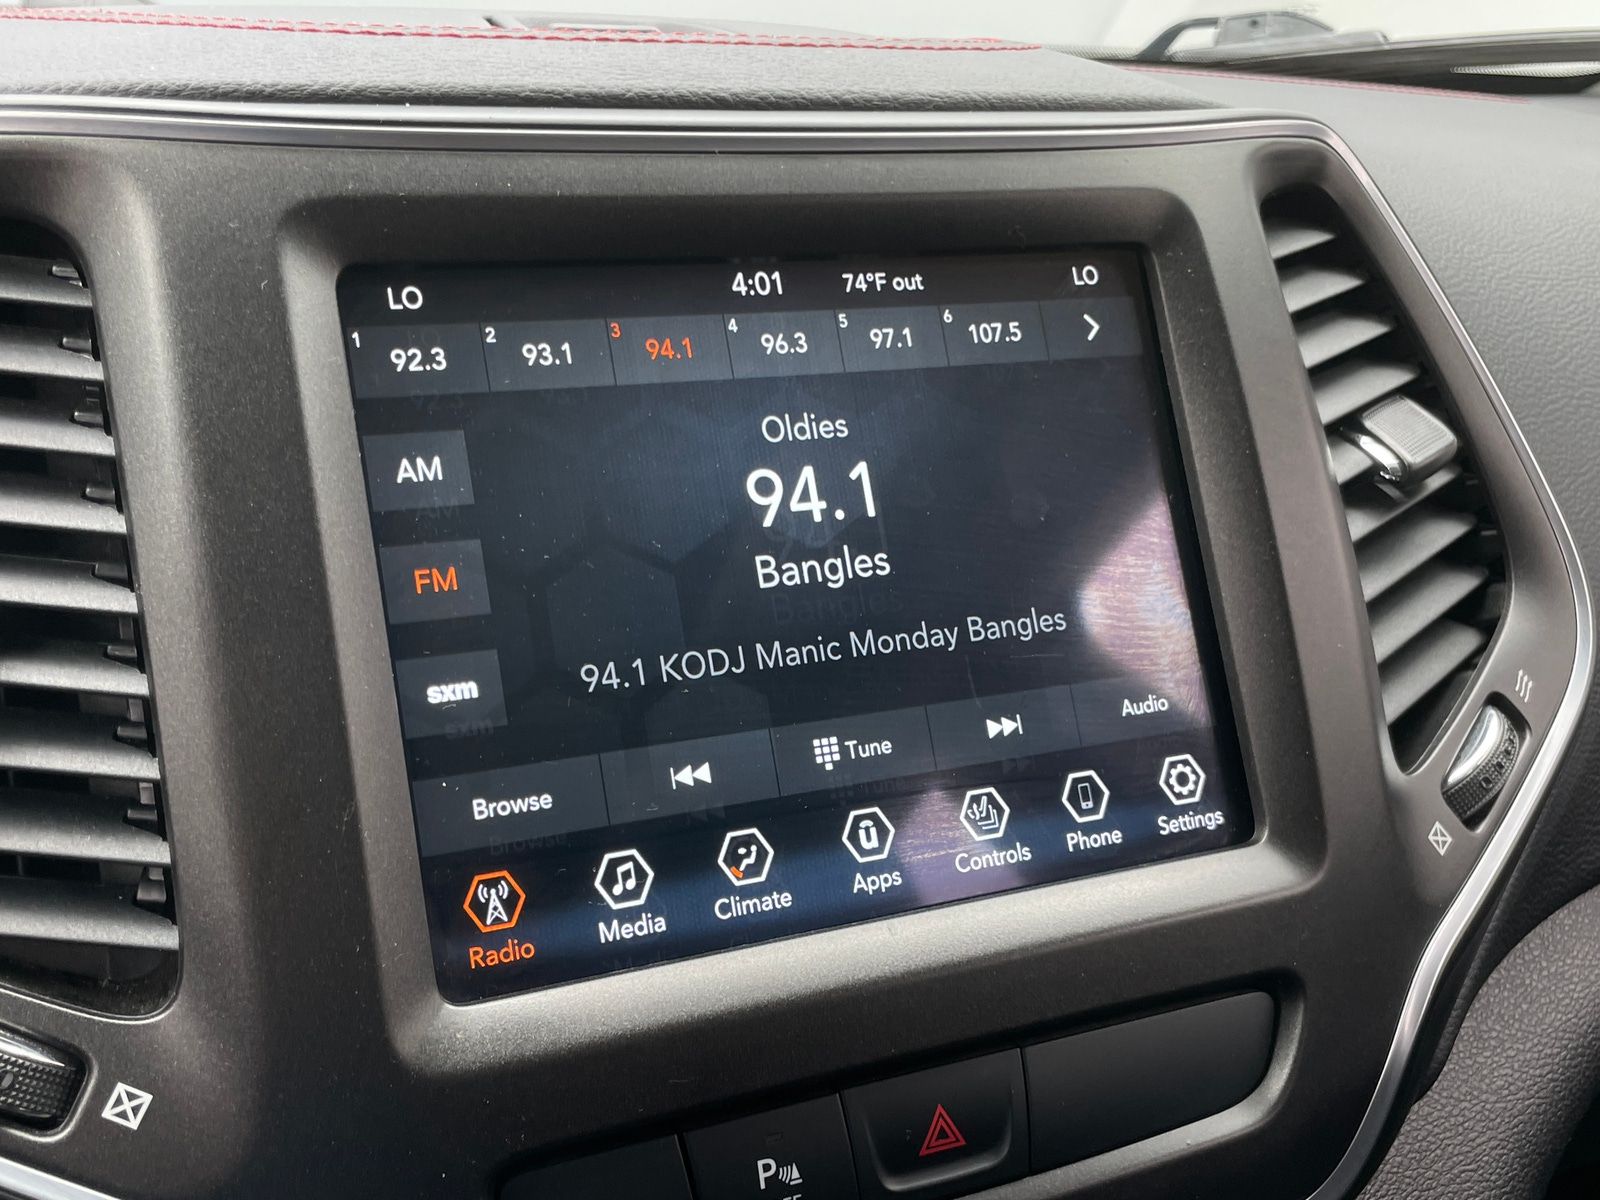 LO 4:01 74°F out LO
1 92.3 2 93.1 3 94.1 4 96.3 5 97.1 6 107.5
Oldies
AM
94.1
FM
Bangles
94.1 KODJ Manic Monday Bangles
sxm
Browse Tune Audio
Radio Media Climate Apps Controls Phone Settings
P